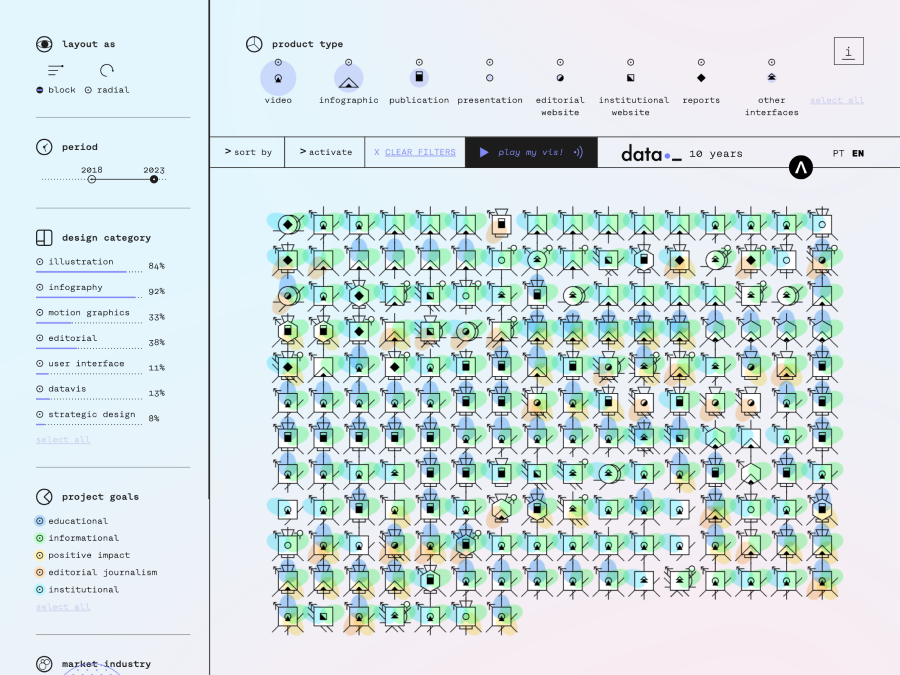 layout as
block
radial
period
2018
2023
design category
illustration
84%
infography
92%
motion graphics
33%
editorial
38%
user interface
11%
datavis
13%
strategic design
8%
select all
project goals
educational
informational
positive impact
editorial journalism
institutional
select all
market industry
product type
i
video
infographic
publication
presentation
editorial
website
institutional
website
reports
other
interfaces
select all
> sort by
> activate
X CLEAR FILTERS
play my vis!
data
10 years
PT EN